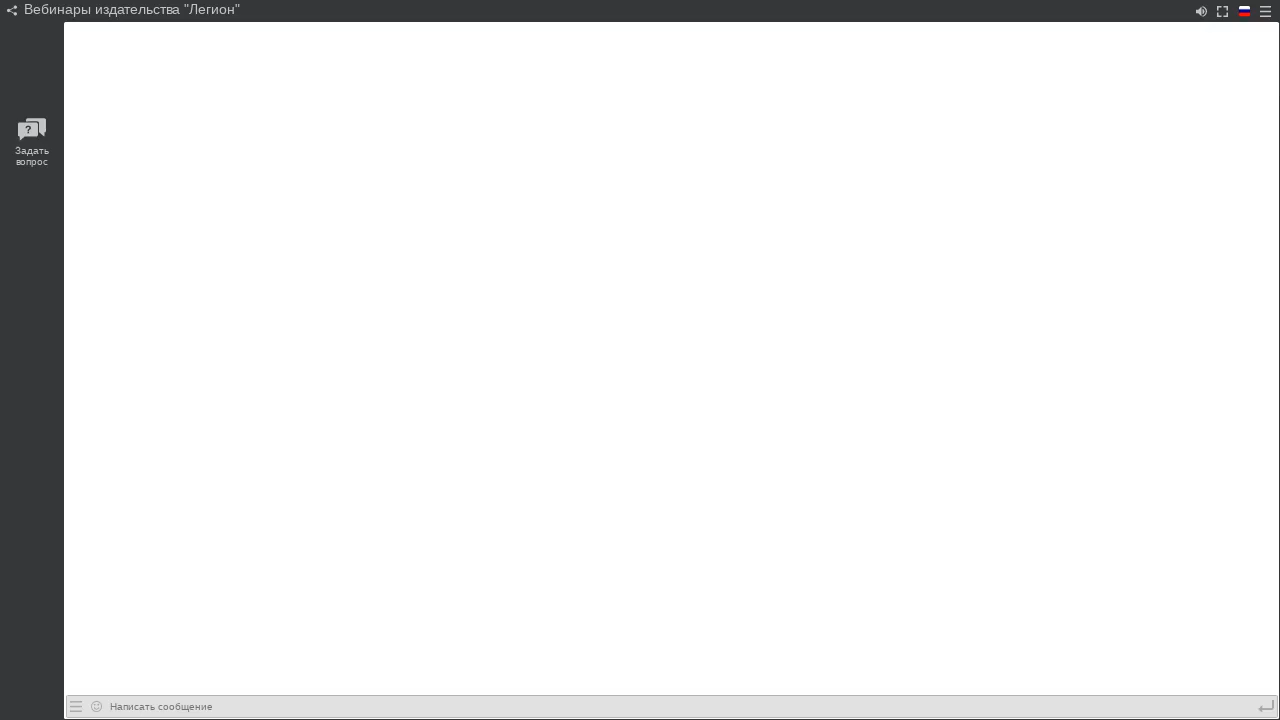 Вебинары издательства "Легион"
Задать
вопрос
Написать сообщение